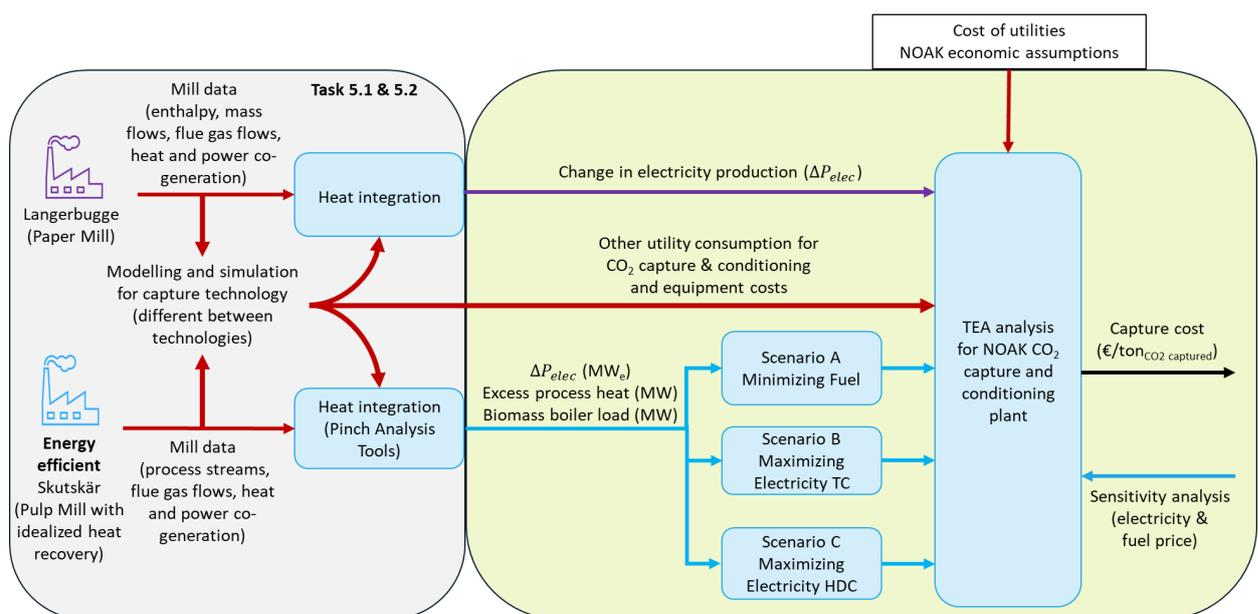 Cost of utilities
NOAK economic assumptions
Mill data
(enthalpy, mass
flows, flue gas flows,
heat and power co-
generation)
Task 5.1 & 5.2
Langerbugge
(Paper Mill)
Heat integration
Change in electricity production (ΔP_elec)
Modelling and simulation
for capture technology
(different between
technologies)
Other utility consumption for
CO₂ capture & conditioning
and equipment costs
Energy
efficient
Skutskär
(Pulp Mill with
idealized heat
recovery)
Mill data
(process streams,
flue gas flows, heat
and power co-
generation)
Heat integration
(Pinch Analysis
Tools)
ΔP_elec (MWₑ)
Excess process heat (MW)
Biomass boiler load (MW)
Scenario A
Minimizing Fuel
Scenario B
Maximizing
Electricity TC
Scenario C
Maximizing
Electricity HDC
TEA analysis
for NOAK CO₂
capture and
conditioning
plant
Capture cost
(€/ton_CO2 captured)
Sensitivity analysis
(electricity &
fuel price)